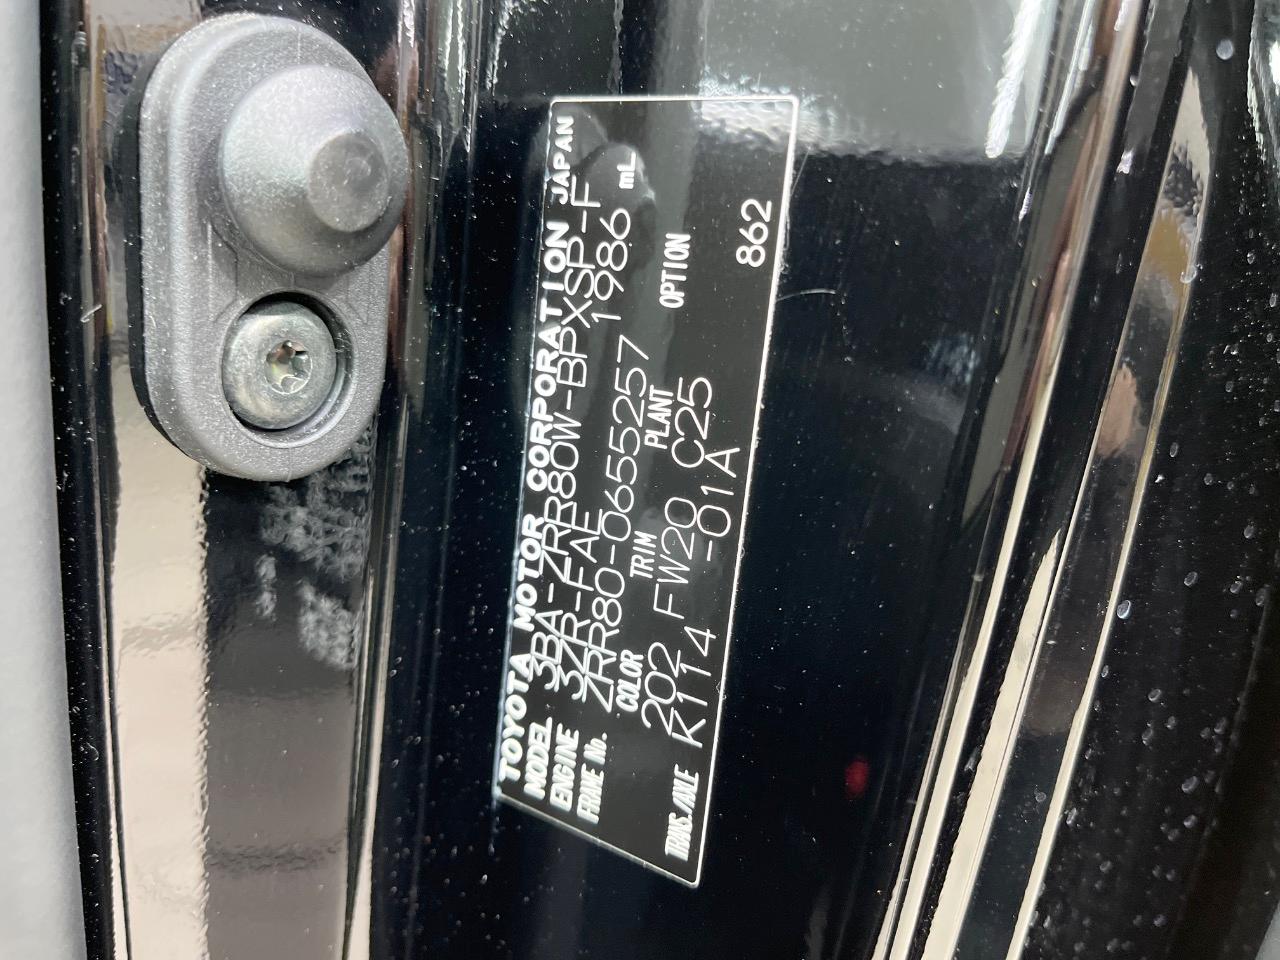 TOYOTA MOTOR CORPORATION JAPAN
MODEL 3BA-ZRR80W-BPXSP-F
ENGINE 3ZR-FAE 1986 mL
FRAME No. ZRR80-0655257
COLOR TRIM PLANT OPTION
202 FW20 C25
TRANS./AXLE K114 -01A 862